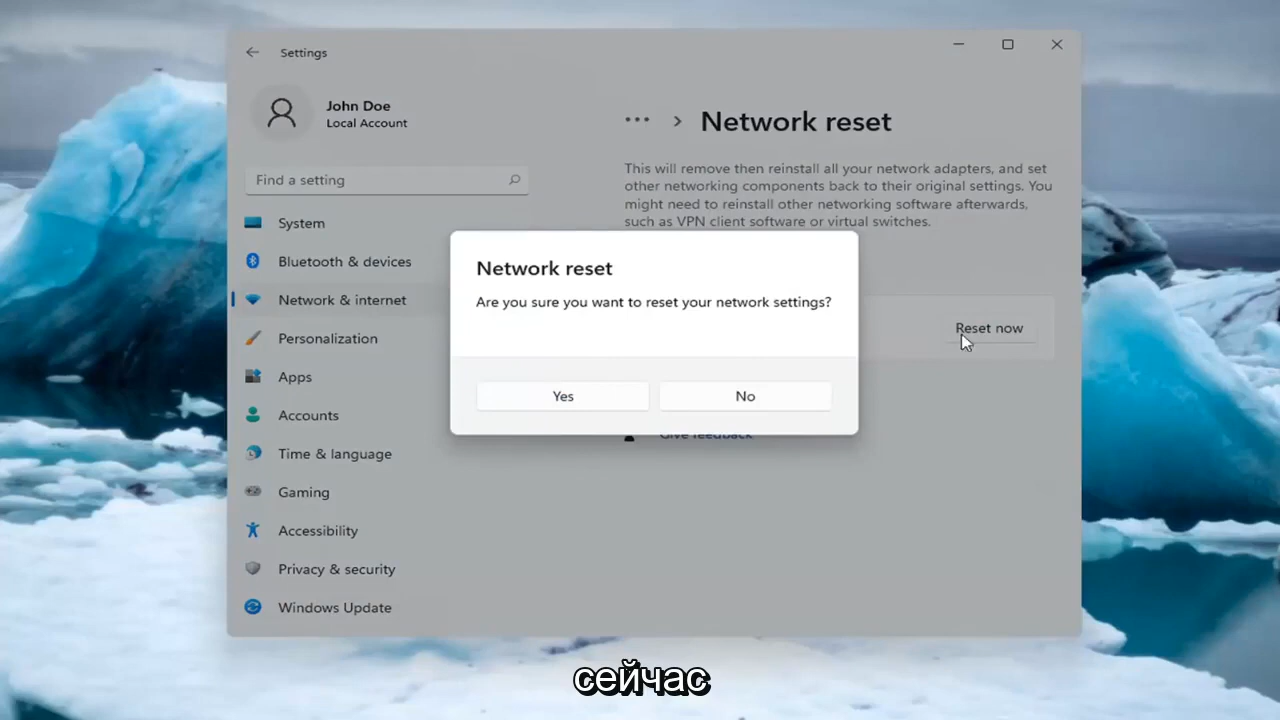 Settings
John Doe
Local Account
Find a setting
System
Bluetooth & devices
Network & internet
Personalization
Apps
Accounts
Time & language
Gaming
Accessibility
Privacy & security
Windows Update
Network reset
This will remove then reinstall all your network adapters, and set
other networking components back to their original settings. You
might need to reinstall other networking software afterwards,
such as VPN client software or virtual switches.
Reset now
Give feedback
Network reset
Are you sure you want to reset your network settings?
Yes
No
сейчас